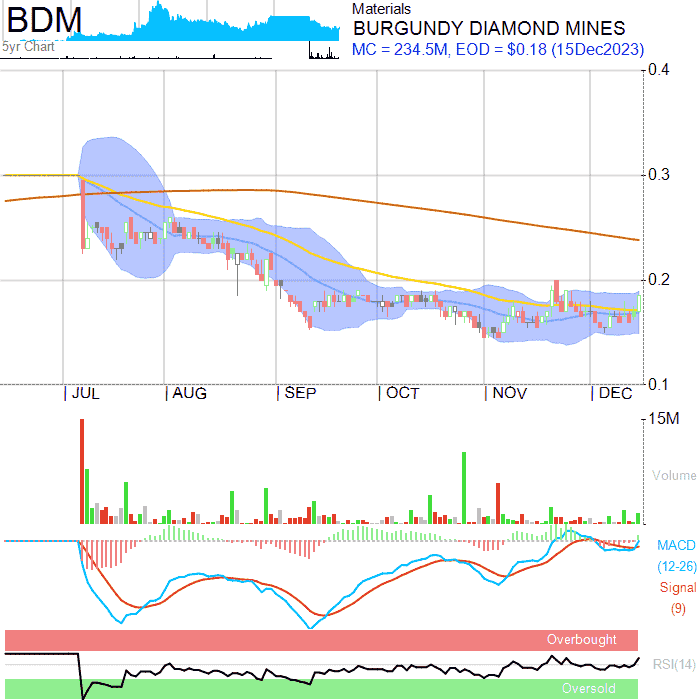 BDM
5yr Chart
Materials
BURGUNDY DIAMOND MINES
MC = 234.5M, EOD = $0.18 (15Dec2023)
0.4
0.3
0.2
0.1
JUL AUG SEP OCT NOV DEC
15M
Volume
MACD
(12-26)
Signal
(9)
Overbought
RSI(14)
Oversold